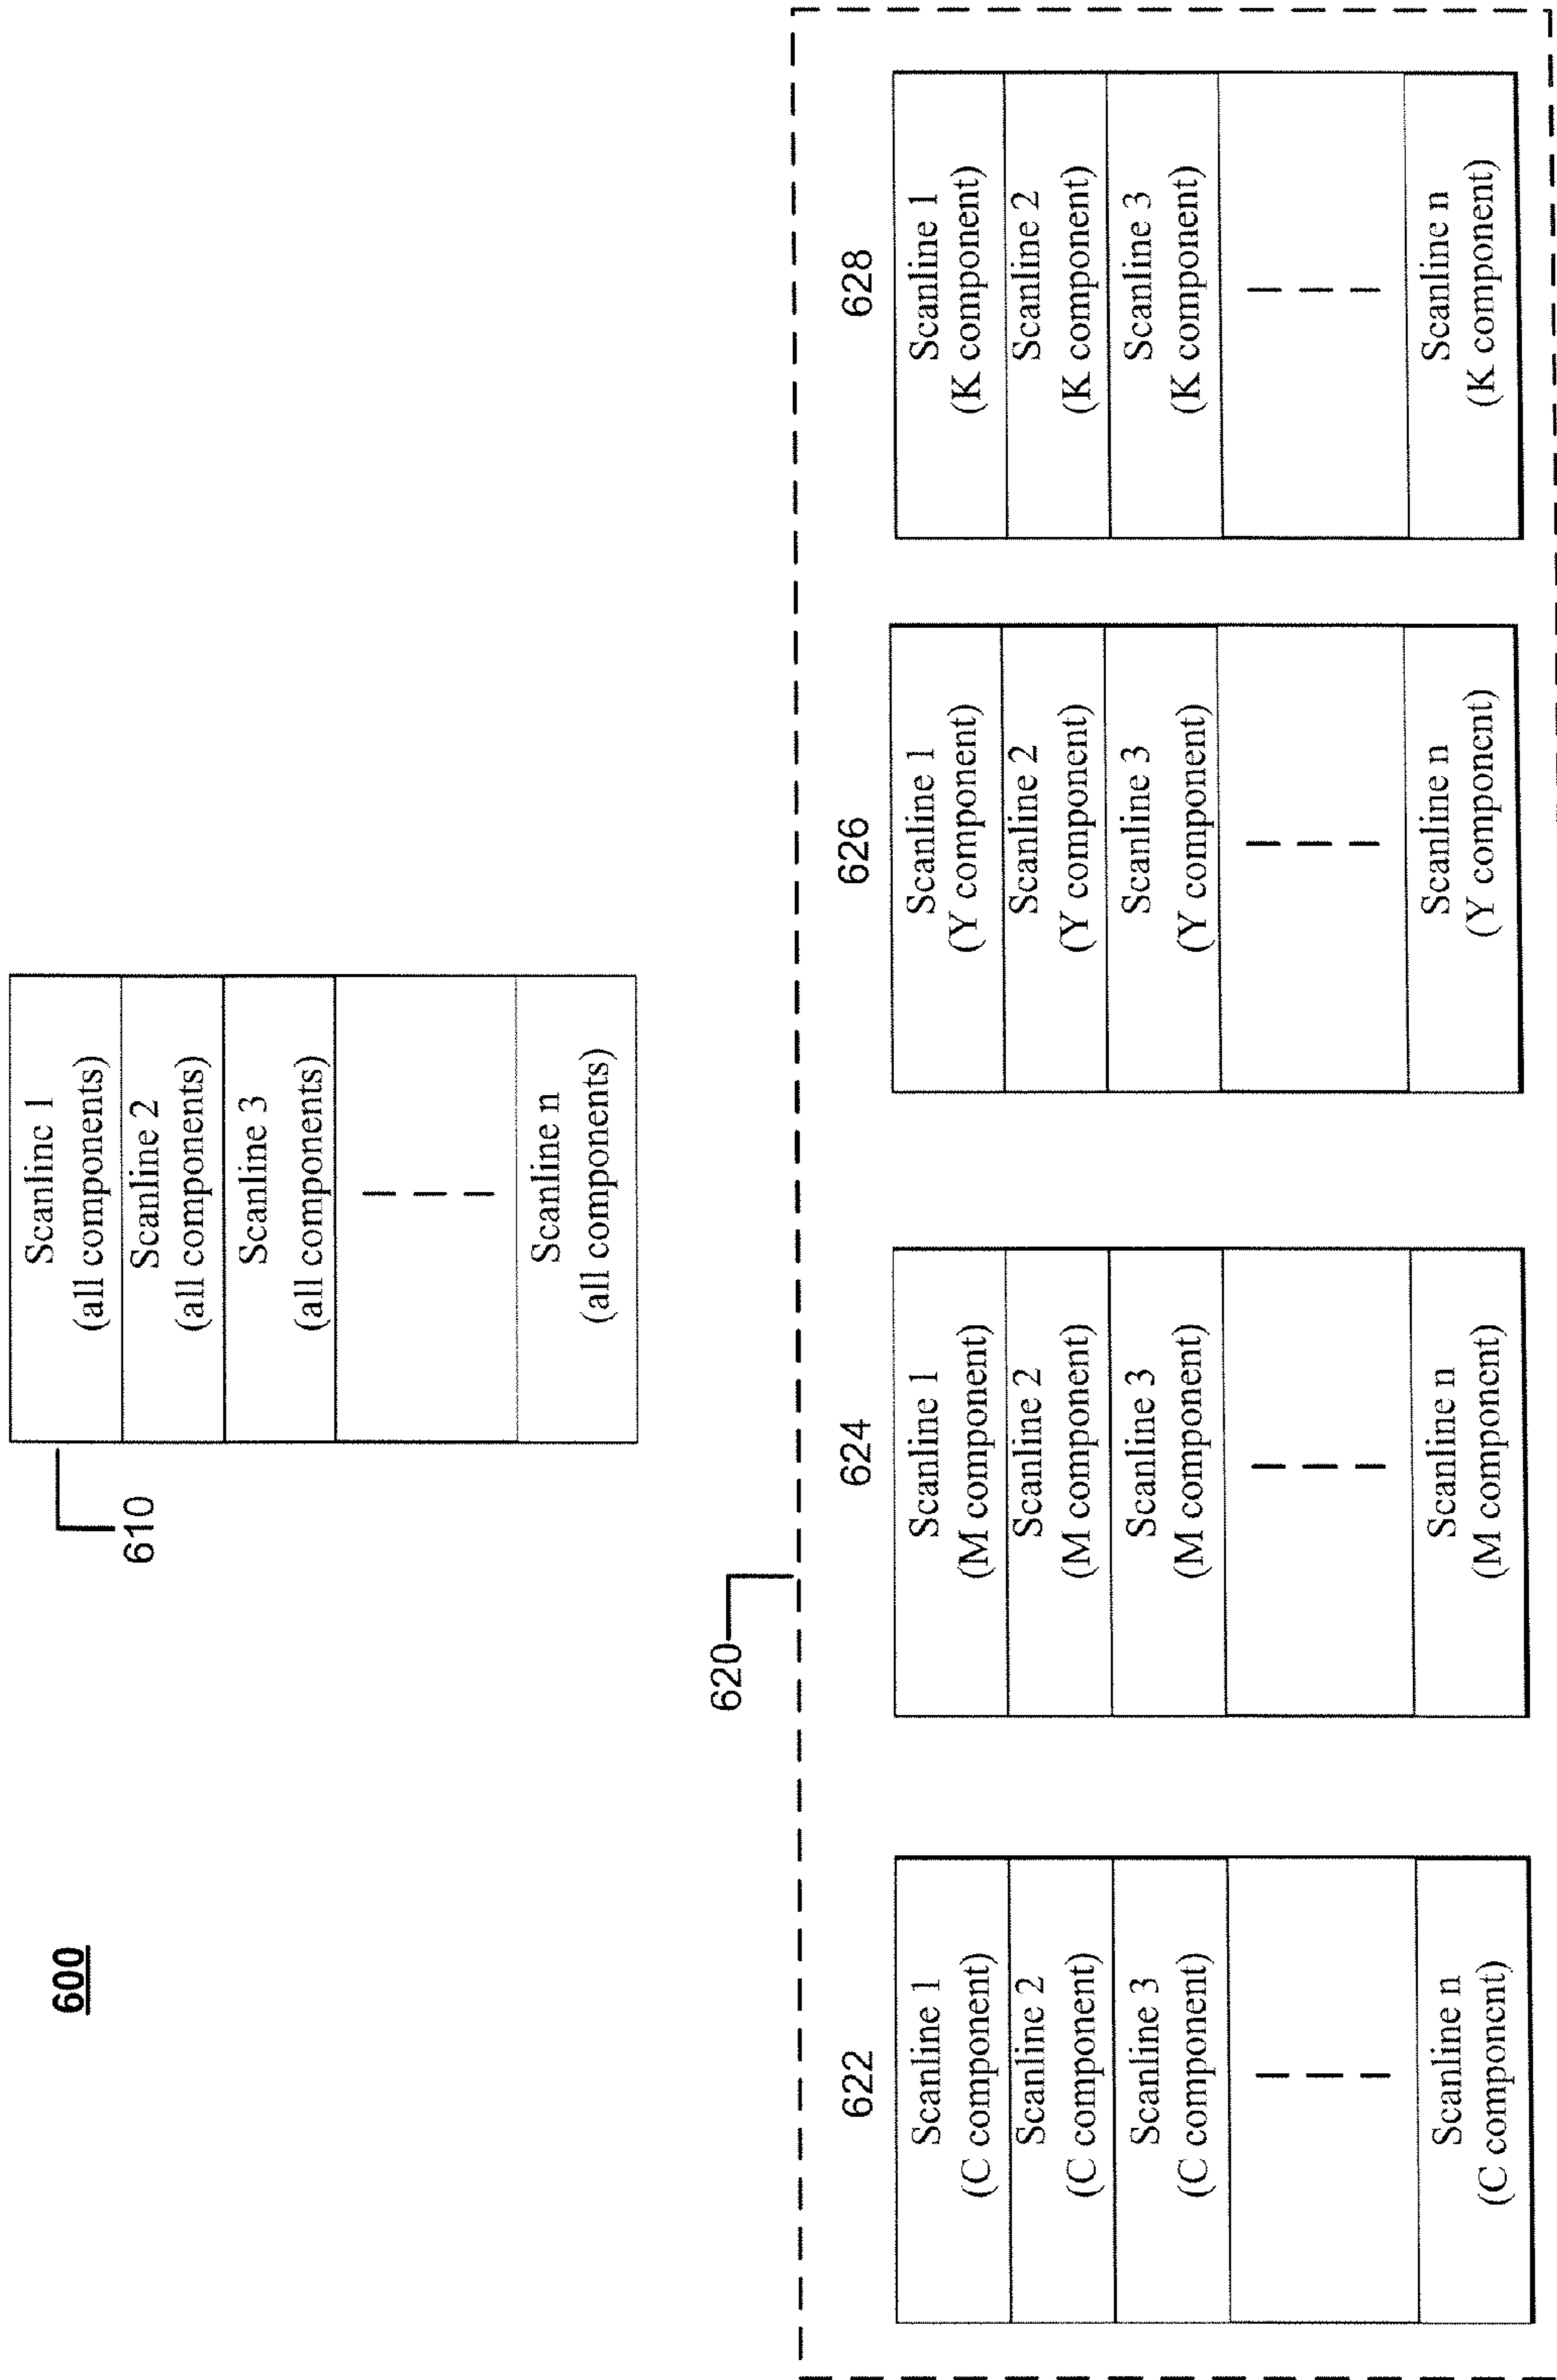 600
610
Scanline 1
(all components)
Scanline 2
(all components)
Scanline 3
(all components)
Scanline n
(all components)
620
622
Scanline 1
(C component)
Scanline 2
(C component)
Scanline 3
(C component)
Scanline n
(C component)
624
Scanline 1
(M component)
Scanline 2
(M component)
Scanline 3
(M component)
Scanline n
(M component)
626
Scanline 1
(Y component)
Scanline 2
(Y component)
Scanline 3
(Y component)
Scanline n
(Y component)
628
Scanline 1
(K component)
Scanline 2
(K component)
Scanline 3
(K component)
Scanline n
(K component)